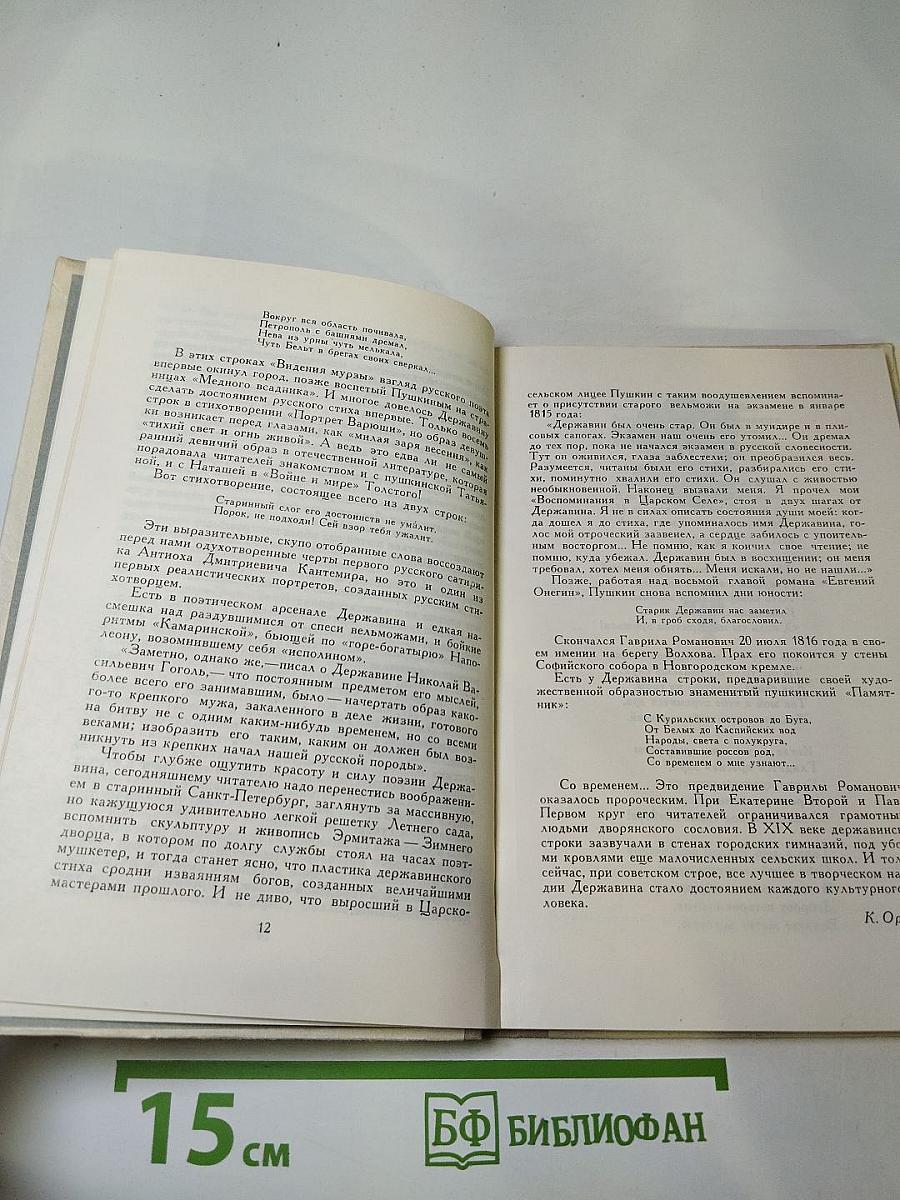 Вокруг вся область почивала,
Петрополь с башнями дремал,
Нева из урны чуть мелькала,
Чуть Бельт в брегах своих сверкал...
В этих строках «Видения мурзы» взгляд русского поэта
впервые окинул город, позже воспетый Пушкиным на стра-
ницах «Медного всадника». И многое довелось Державину
сделать достоянием русского стиха впервые. Только восемь
строк в стихотворении «Портрет Варюши», но образ девуш-
ки возникает перед глазами, как «милая заря весення», как
«тихий свет и огнь живой». А ведь это едва ли не самый
ранний девичий образ в отечественной литературе, которая
порадовала читателей знакомством и с пушкинской Татья-
ной, и с Наташей в «Войне и мире» Толстого!
Вот стихотворение, состоящее всего из двух строк:
Старинный слог его достоинств не умалит.
Порок, не подходи! Сей взор тебя ужалит.
Эти выразительные, скупо отобранные слова воссоздают
перед нами одухотворенные черты первого русского сатири-
ка Антиоха Дмитриевича Кантемира, но это и один из
первых реалистических портретов, созданных русским сти-
хотворцем.
Есть в поэтическом арсенале Державина и едкая на-
смешка над раздувшимися от спеси вельможами, и бойкие
ритмы «Камаринской», бьющей по «горе-богатырю» Напо-
леону, возомнившему себя «исполином».
«Заметно, однако же,— писал о Державине Николай Ва-
сильевич Гоголь,— что постоянным предметом его мыслей,
более всего его занимавшим, было — начертать образ како-
го-то крепкого мужа, закаленного в деле жизни, готового
на битву не с одним каким-нибудь временем, но со всеми
веками; изобразить его таким, каким он должен был воз-
никнуть из крепких начал нашей русской породы».
Чтобы глубже ощутить красоту и силу поэзии Держа-
вина, сегодняшнему читателю надо перенестись воображени-
ем в старинный Санкт-Петербург, заглянуть за массивную,
но кажущуюся удивительно легкой решетку Летнего сада,
вспомнить скульптуру и живопись Эрмитажа — Зимнего
дворца, в котором по долгу службы стоял на часах поэт-
мушкетер, и тогда станет ясно, что пластика державинского
стиха сродни изваяниям богов, созданных величайшими
мастерами прошлого. И не диво, что выросший в Царско-
12
сельском лицее Пушкин с таким воодушевлением вспомина-
ет о присутствии старого вельможи на экзамене в январе
1815 года:
«Державин был очень стар. Он был в мундире и в пли-
совых сапогах. Экзамен наш очень его утомил... Он дремал
до тех пор, пока не начался экзамен в русской словесности.
Тут он оживился, глаза заблестели; он преобразился весь.
Разумеется, читаны были его стихи, разбирались его сти-
хи, поминутно хвалили его стихи. Он слушал с живостью
необыкновенной. Наконец вызвали меня. Я прочел мои
«Воспоминания в Царском Селе», стоя в двух шагах от
Державина. Я не в силах описать состояния души моей: ког-
да дошел я до стиха, где упоминалось имя Державина, го-
лос мой отроческий зазвенел, а сердце забилось с упоитель-
ным восторгом... Не помню, как я кончил свое чтение; не
помню, куда убежал. Державин был в восхищении; он меня
требовал, хотел меня обнять... Меня искали, но не нашли...»
Позже, работая над восьмой главой романа «Евгений
Онегин», Пушкин снова вспомнил дни юности:
Старик Державин нас заметил
И, в гроб сходя, благословил.
Скончался Гаврила Романович 20 июля 1816 года в сво-
ем имении на берегу Волхова. Прах его покоится у стены
Софийского собора в Новгородском кремле.
Есть у Державина строки, предварившие своей худо-
жественной образностью знаменитый пушкинский «Памят-
ник»:
С Курильских островов до Буга,
От Белых до Каспийских вод
Народы, света с полукруга,
Составившие россов род,
Со временем о мне узнают...
Со временем... Это предвидение Гаврилы Романович
оказалось пророческим. При Екатерине Второй и Пав
Первом круг его читателей ограничивался грамотны
людьми дворянского сословия. В XIX веке державинск
строки зазвучали в стенах городских гимназий, под убо
ми кровлями еще малочисленных сельских школ. И тол
сейчас, при советском строе, все лучшее в творческом на
дии Державина стало достоянием каждого культурного
ловека.
К. Ор
15 см
БФ БИБЛИОФАН